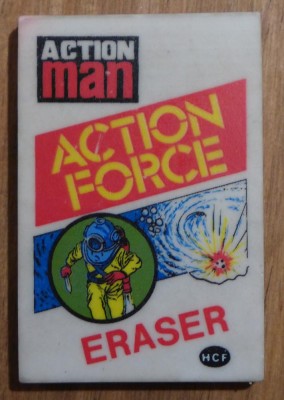 ACTION
man
ACTION
FORCE
ERASER
HCF